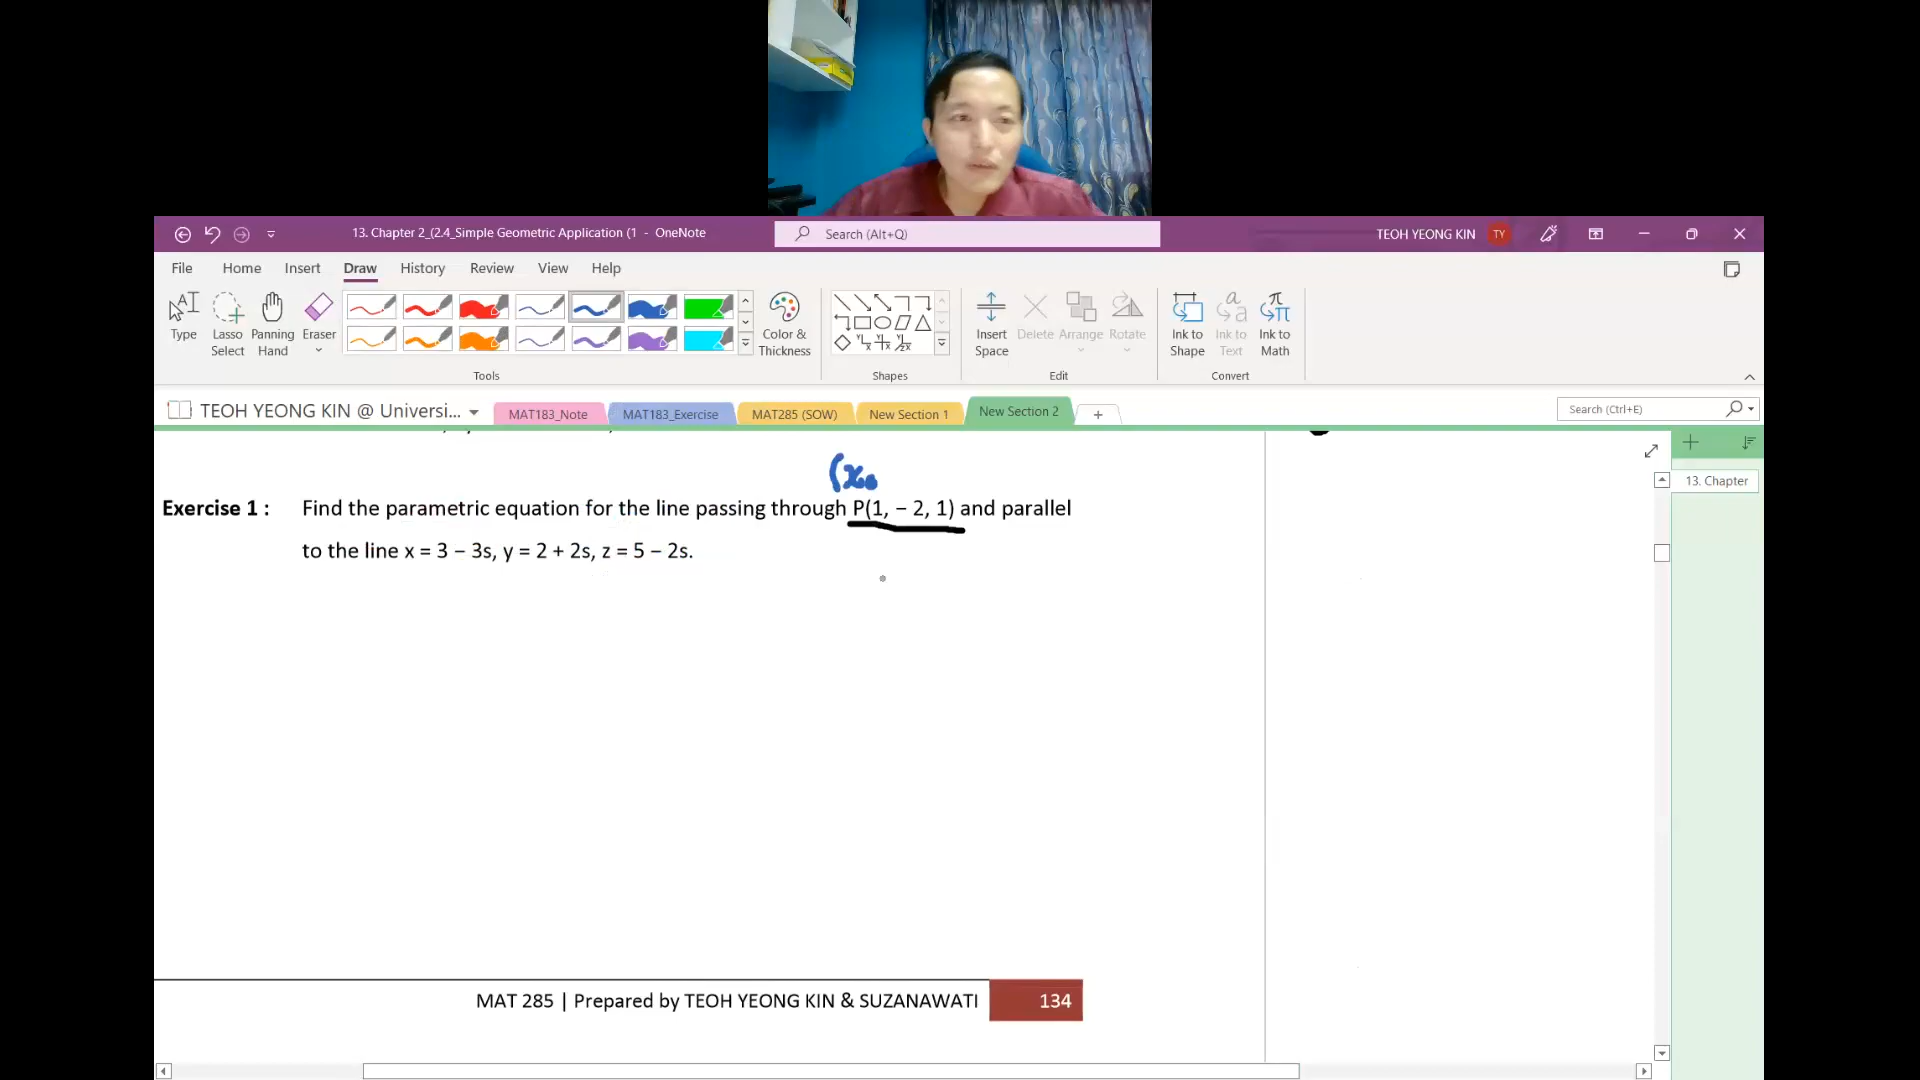 13. Chapter 2_(2.4_Simple Geometric Application (1 - OneNote
Search (Alt+Q)
TEOH YEONG KIN
TY
File Home Insert Draw History Review View Help
Type
Lasso Select
Panning Hand
Eraser
Color & Thickness
Insert Space
Delete
Arrange
Rotate
Ink to Shape
Ink to Text
Ink to Math
Tools
Shapes
Edit
Convert
TEOH YEONG KIN @ Universi...
MAT183_Note
MAT183_Exercise
MAT285 (SOW)
New Section 1
New Section 2
Search (Ctrl+E)
13. Chapter
(x₀
Exercise 1 : Find the parametric equation for the line passing through P(1, – 2, 1) and parallel
to the line x = 3 – 3s, y = 2 + 2s, z = 5 – 2s.
MAT 285 | Prepared by TEOH YEONG KIN & SUZANAWATI 134